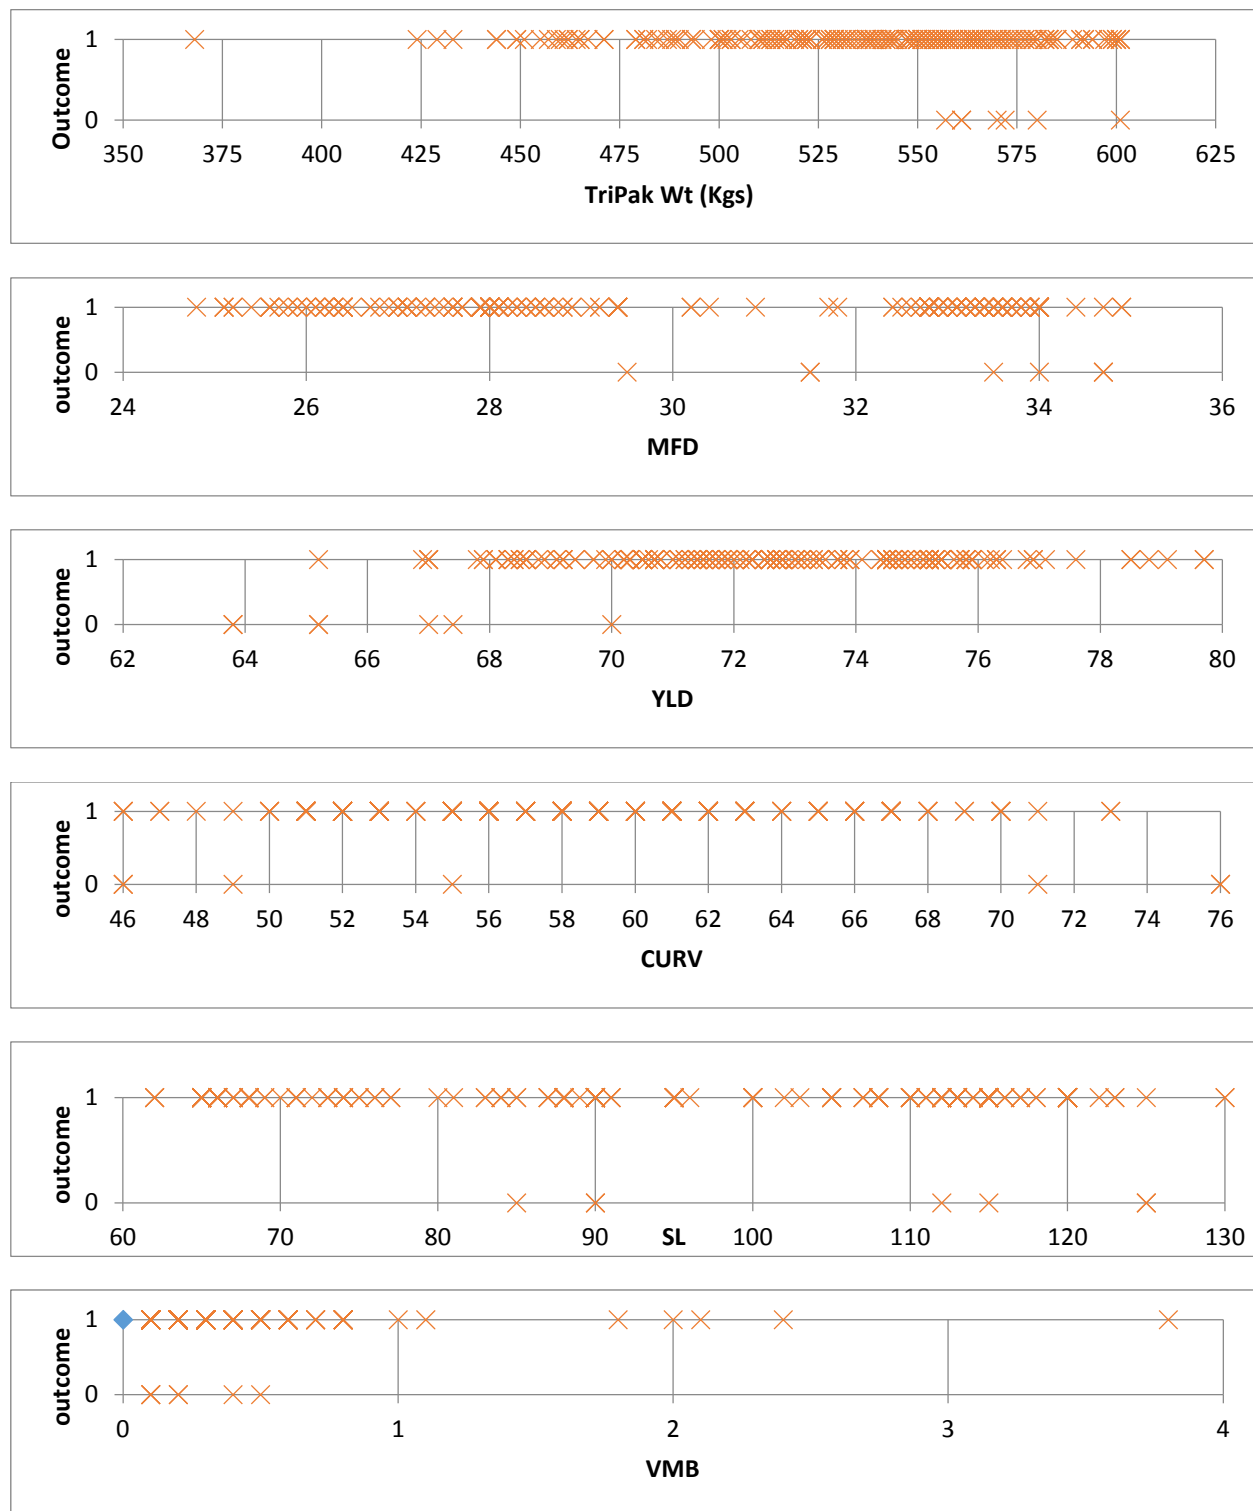 Outcome
1
0
350 375 400 425 450 475 500 525 550 575 600 625
TriPak Wt (Kgs)
outcome
1
0
24 26 28 30 32 34 36
MFD
outcome
1
0
62 64 66 68 70 72 74 76 78 80
YLD
outcome
1
0
46 48 50 52 54 56 58 60 62 64 66 68 70 72 74 76
CURV
outcome
1
0
60 70 80 90 SL 100 110 120 130
outcome
1
0
0 1 2 3 4
VMB